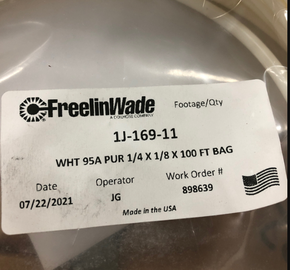 FreelinWade
A COILHOSE COMPANY
Footage/Qty
1J-169-11
WHT 95A PUR 1/4 X 1/8 X 100 FT BAG
Date Operator Work Order #
07/22/2021 JG 898639
Made in the USA